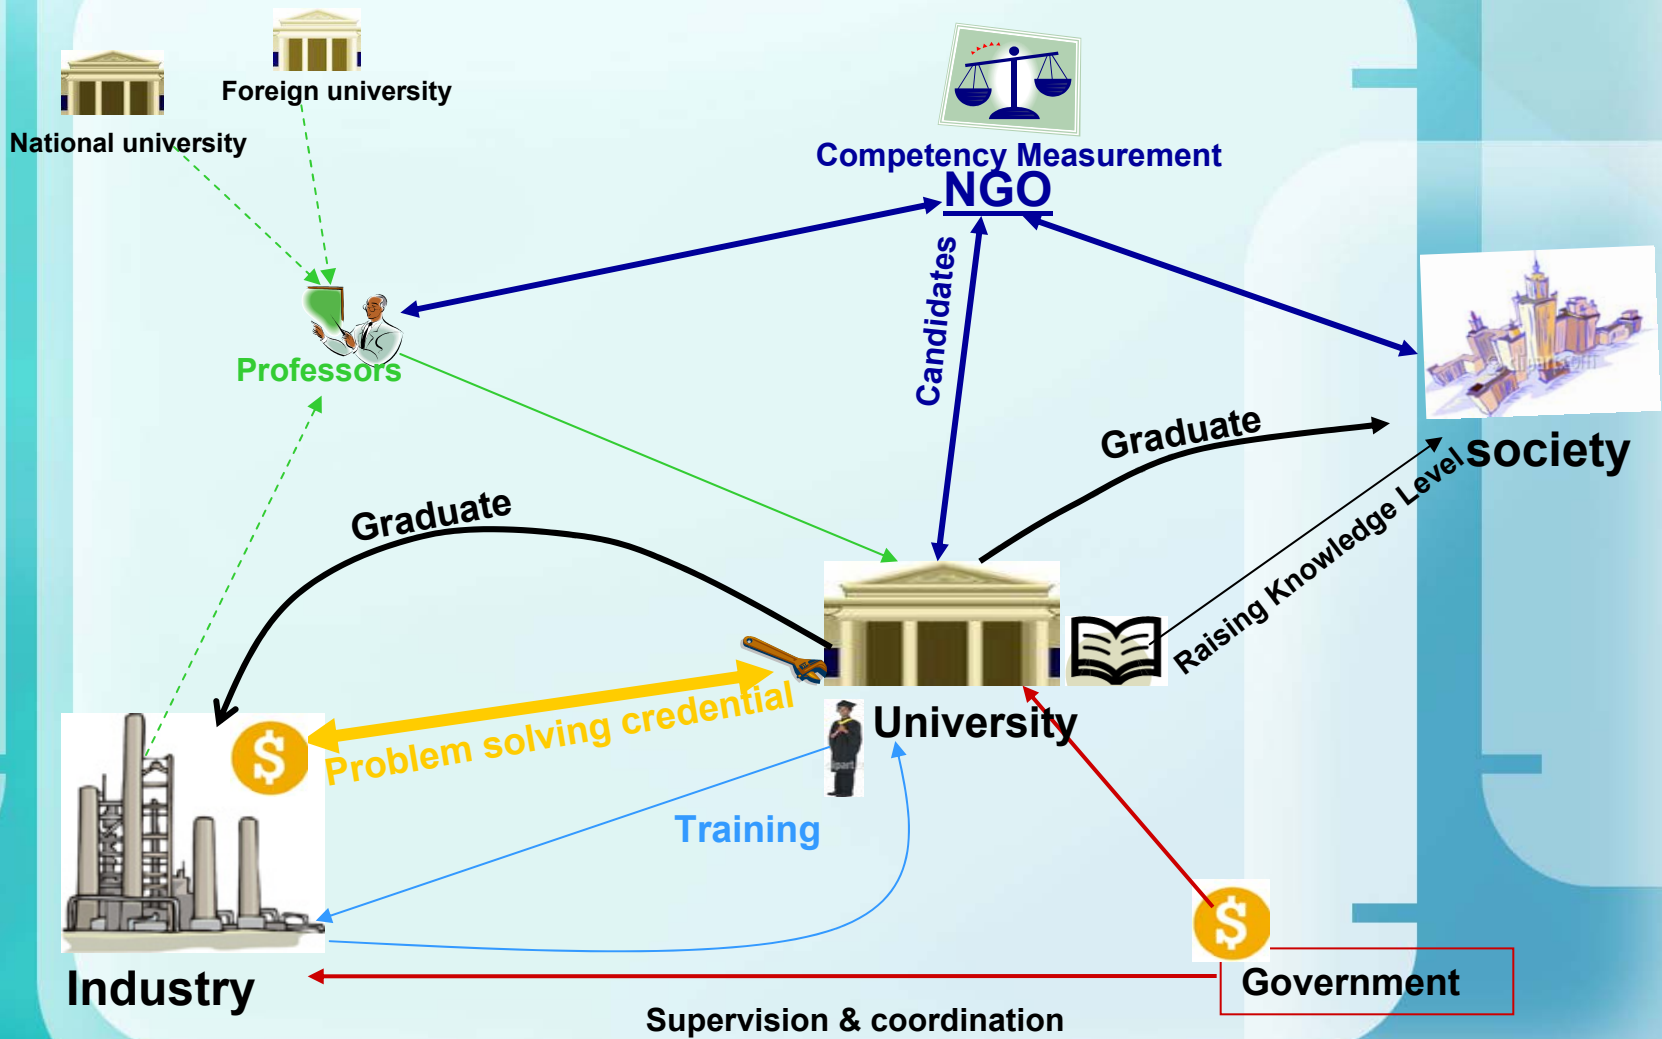 Foreign university
National university
Competency Measurement
NGO
Candidates
Professors
Graduate
society
Graduate
Raising Knowledge Level
Problem solving credential
University
Training
$
$
Industry
Government
Supervision & coordination